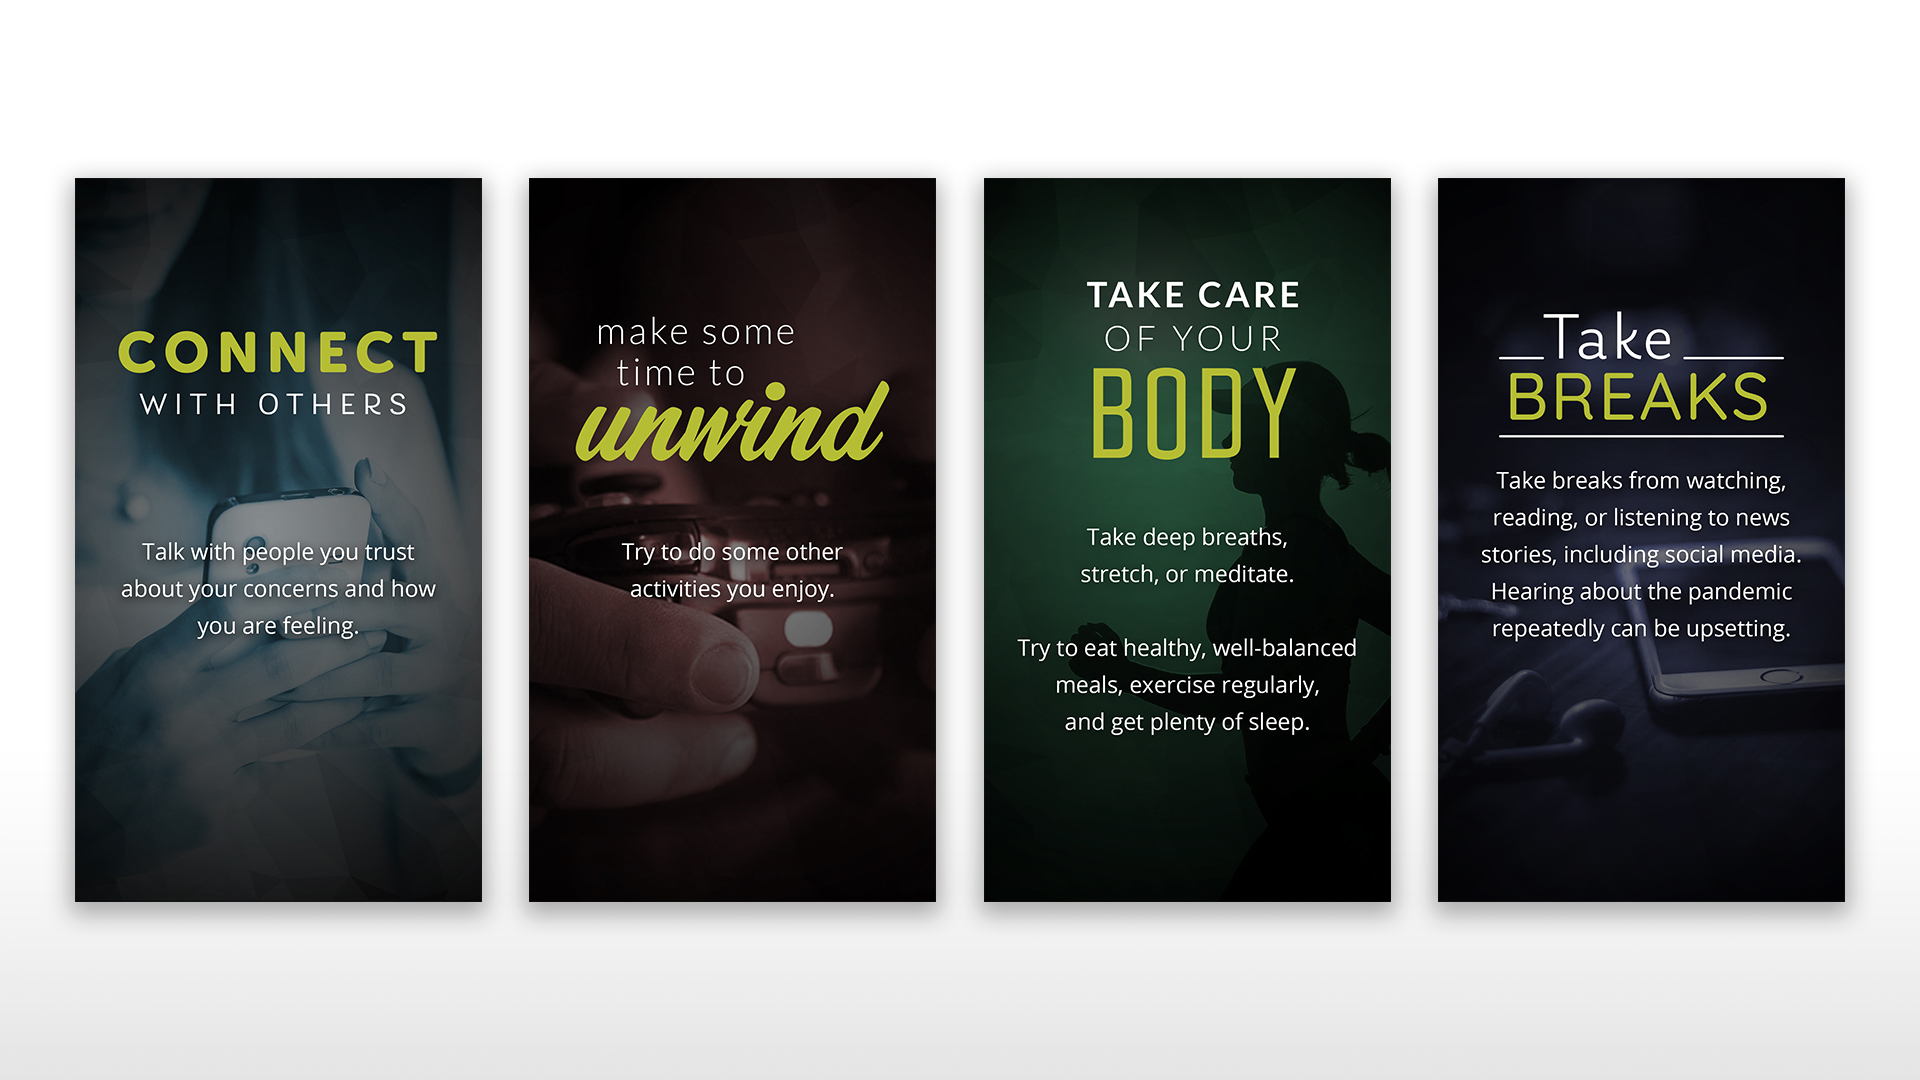 CONNECT
WITH OTHERS
Talk with people you trust
about your concerns and how
you are feeling.
make some
time to
unwind
Try to do some other
activities you enjoy.
TAKE CARE
OF YOUR
BODY
Take deep breaths,
stretch, or meditate.
Try to eat healthy, well-balanced
meals, exercise regularly,
and get plenty of sleep.
Take
BREAKS
Take breaks from watching,
reading, or listening to news
stories, including social media.
Hearing about the pandemic
repeatedly can be upsetting.